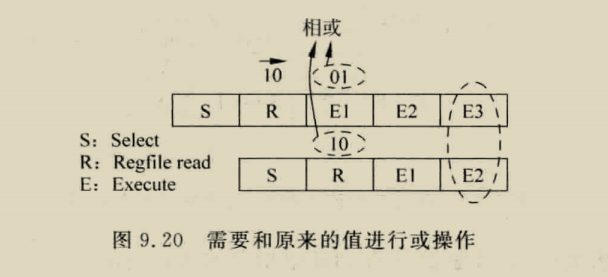 相或
10 01
S R E1 E2 E3
S: Select
10
R: Regfile read
S R E1 E2
E: Execute
图 9.20 需要和原来的值进行或操作